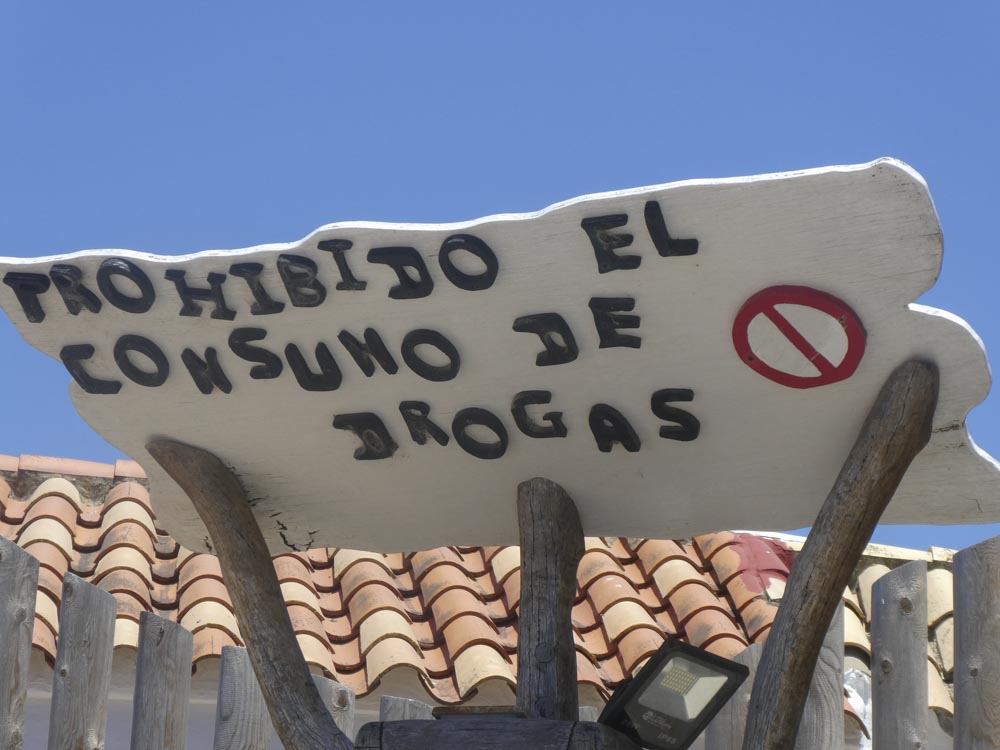 PROHIBIDO EL
CONSUMO DE
DROGAS